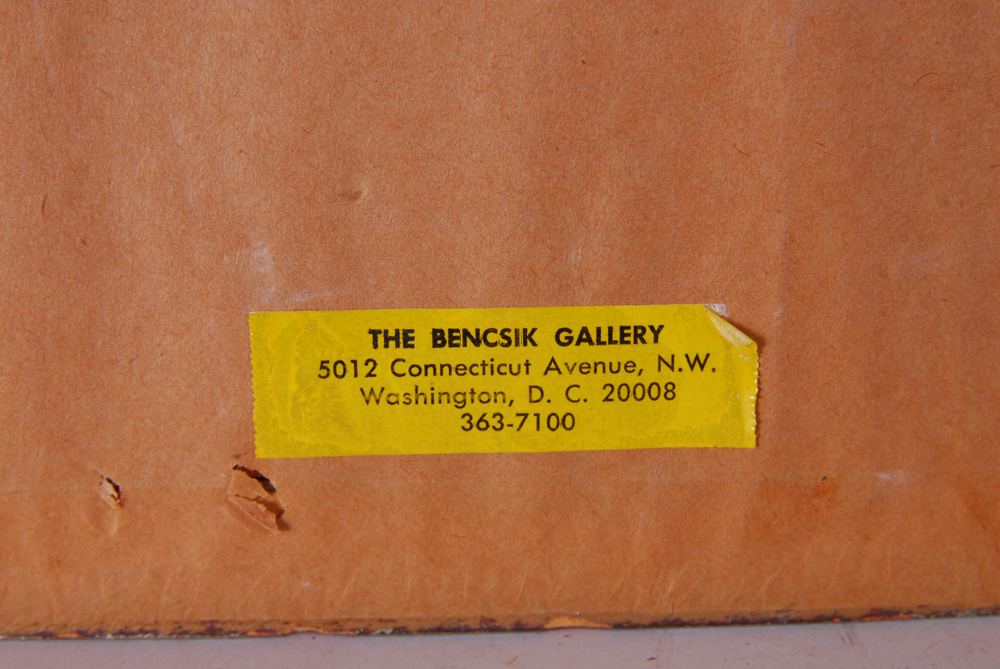 THE BENCSIK GALLERY
5012 Connecticut Avenue, N.W.
Washington, D. C. 20008
363-7100